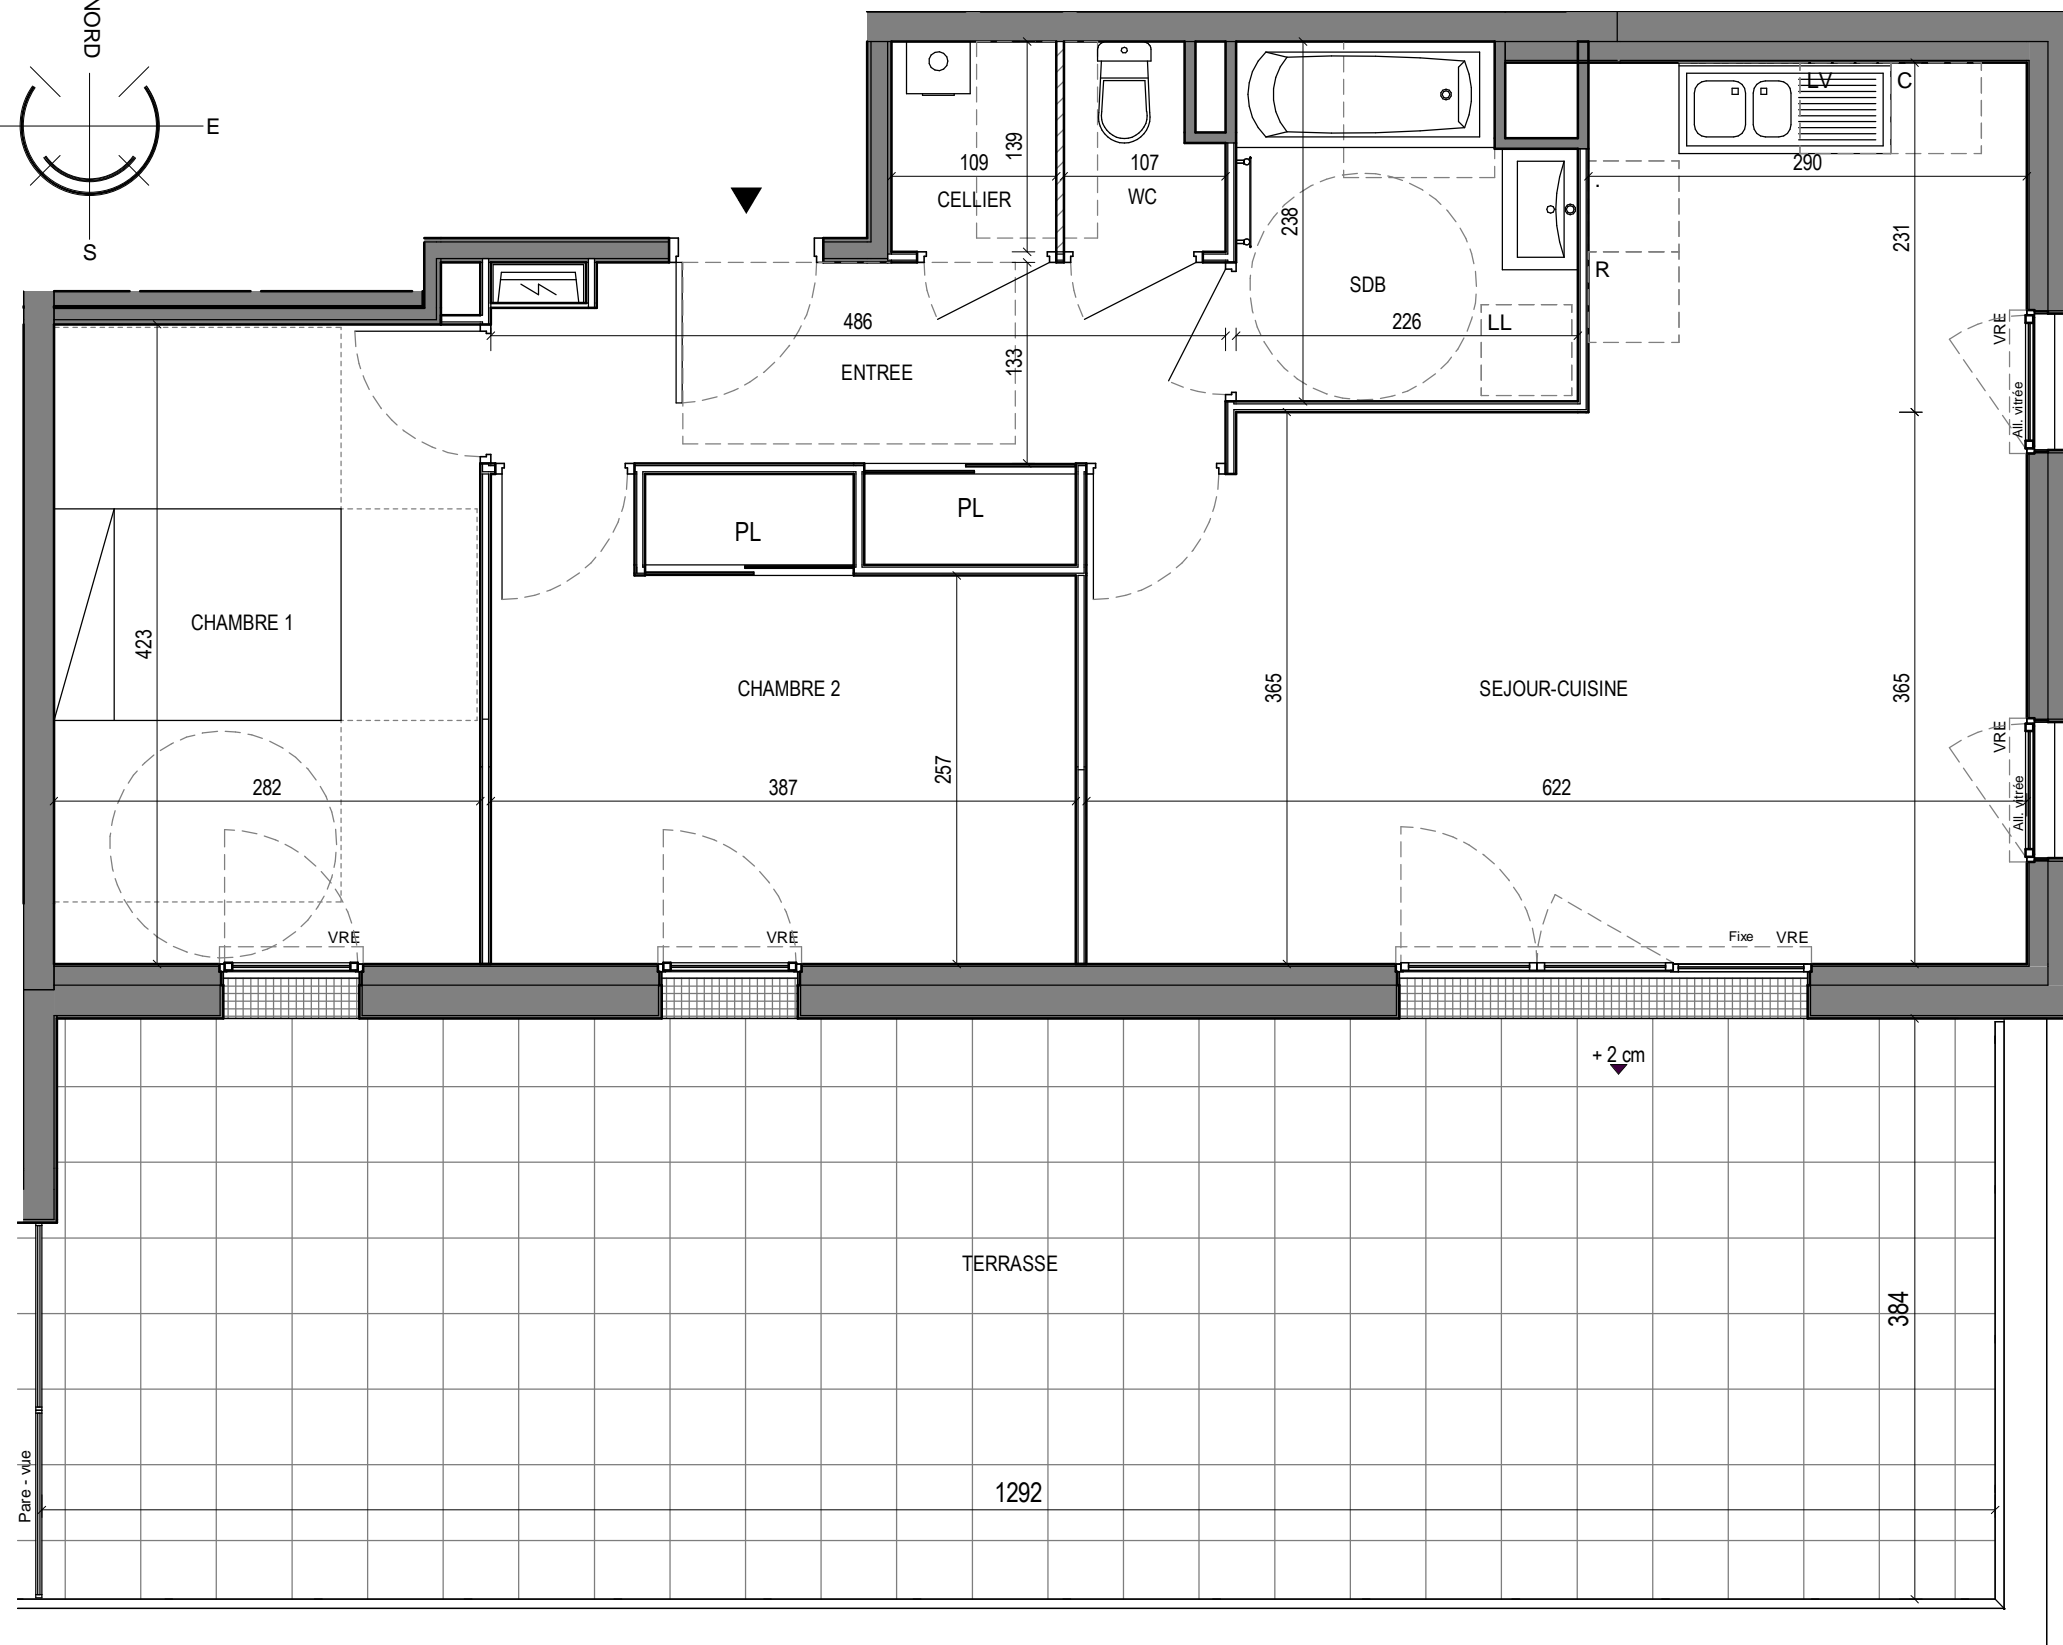 NORD
E
S
139
109
CELLIER
107
WC
238
SDB
LV
C
290
.
231
R
LL
226
VRE
All. vitrée
486
133
ENTREE
PL
PL
CHAMBRE 1
423
282
VRE
CHAMBRE 2
257
387
VRE
365
SEJOUR-CUISINE
365
622
VRE
All. vitrée
Fixe
VRE
+ 2 cm
TERRASSE
384
1292
Pare - vue